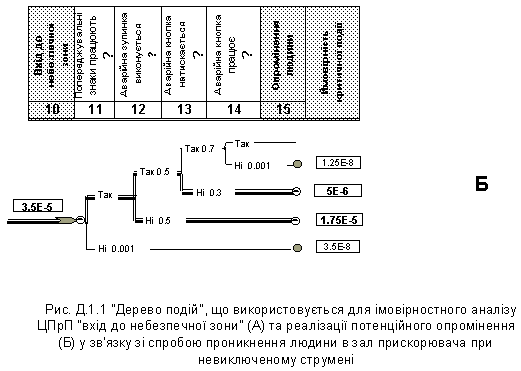 Вхід до небезпечної зони
Попереджувальні знаки працюють ?
Аварійна зупинка виконується ?
Аварійна кнопка натискається ?
Аварійна кнопка працює ?
Опромінення людини
Ймовірність критичної події
10 11 12 13 14 15
Так 0.7
Так
Так 0.5
Ні 0.001
1.25E-8
Так
Ні 0.3
5E-6
Б
3.5E-5
Ні 0.5
1.75E-5
Ні 0.001
3.5E-8
Рис. Д.1.1 "Дерево подій", що використовується для імовірностного аналізу
ЦПрП "вхід до небезпечної зони" (А) та реалізації потенційного опромінення
(Б) у зв'язку зі спробою проникнення людини в зал прискорювача при
невиключеному струмені